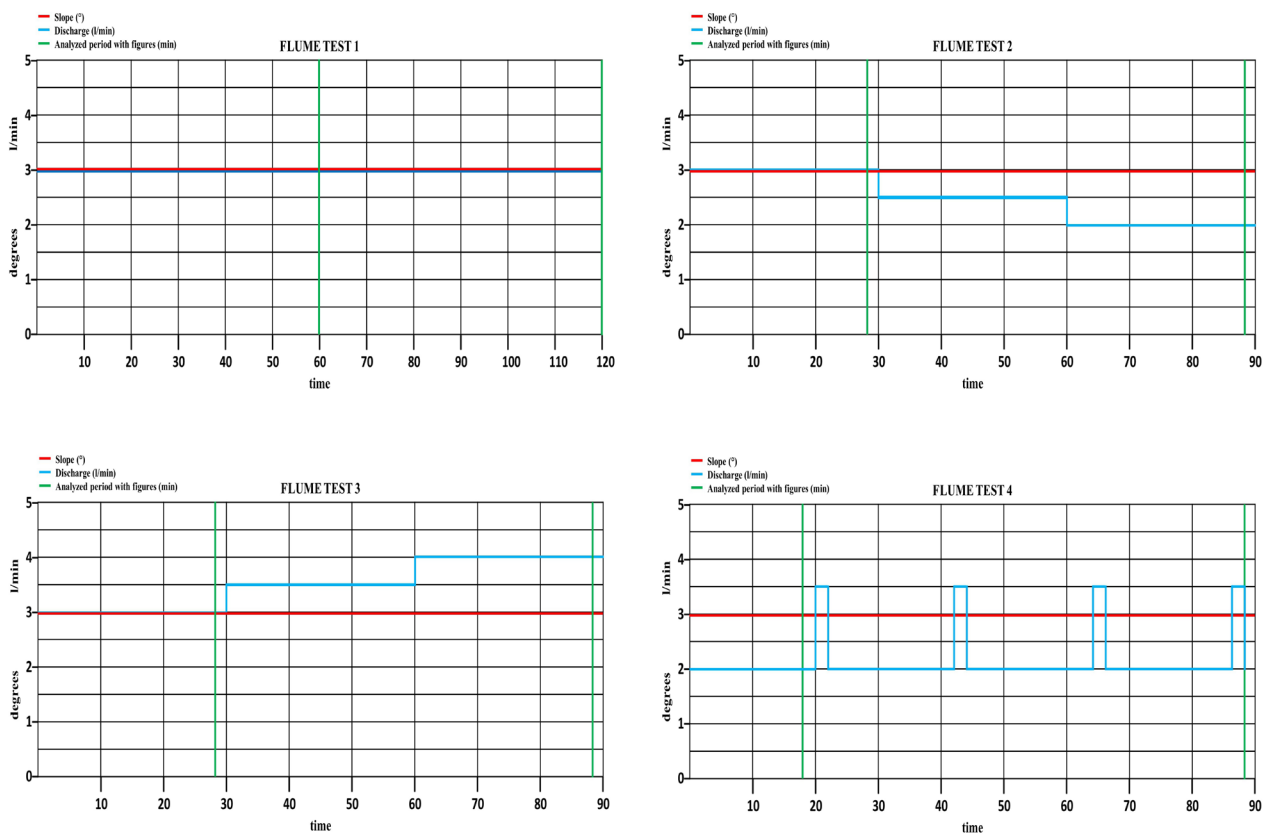 Slope (°)
Discharge (l/min)
Analyzed period with figures (min)
FLUME TEST 1
5
4
3
2
1
0
l/min
degrees
10 20 30 40 50 60 70 80 90 100 110 120
time
Slope (°)
Discharge (l/min)
Analyzed period with figures (min)
FLUME TEST 2
5
4
3
2
1
0
l/min
degrees
10 20 30 40 50 60 70 80 90
time
Slope (°)
Discharge (l/min)
Analyzed period with figures (min)
FLUME TEST 3
5
4
3
2
1
0
l/min
degrees
10 20 30 40 50 60 70 80 90
time
Slope (°)
Discharge (l/min)
Analyzed period with figures (min)
FLUME TEST 4
5
4
3
2
1
0
l/min
degrees
10 20 30 40 50 60 70 80 90
time